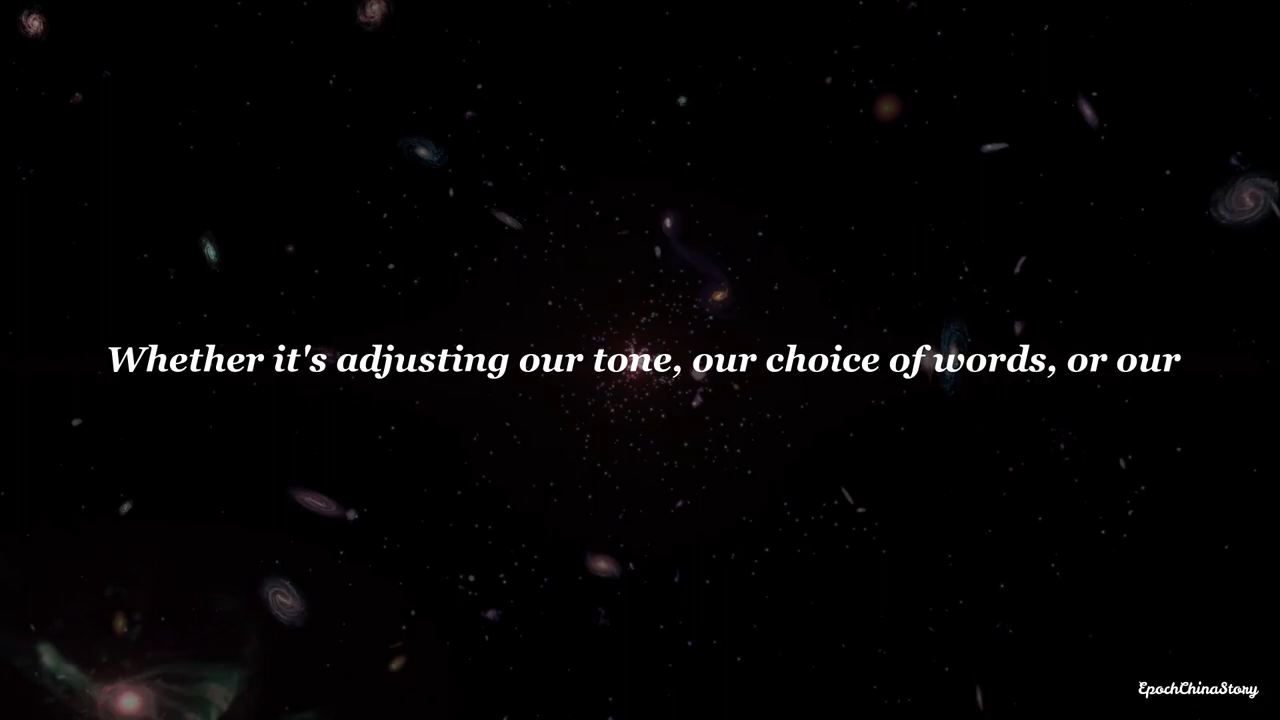 Whether it's adjusting our tone, our choice of words, or our
EpochChinaStory